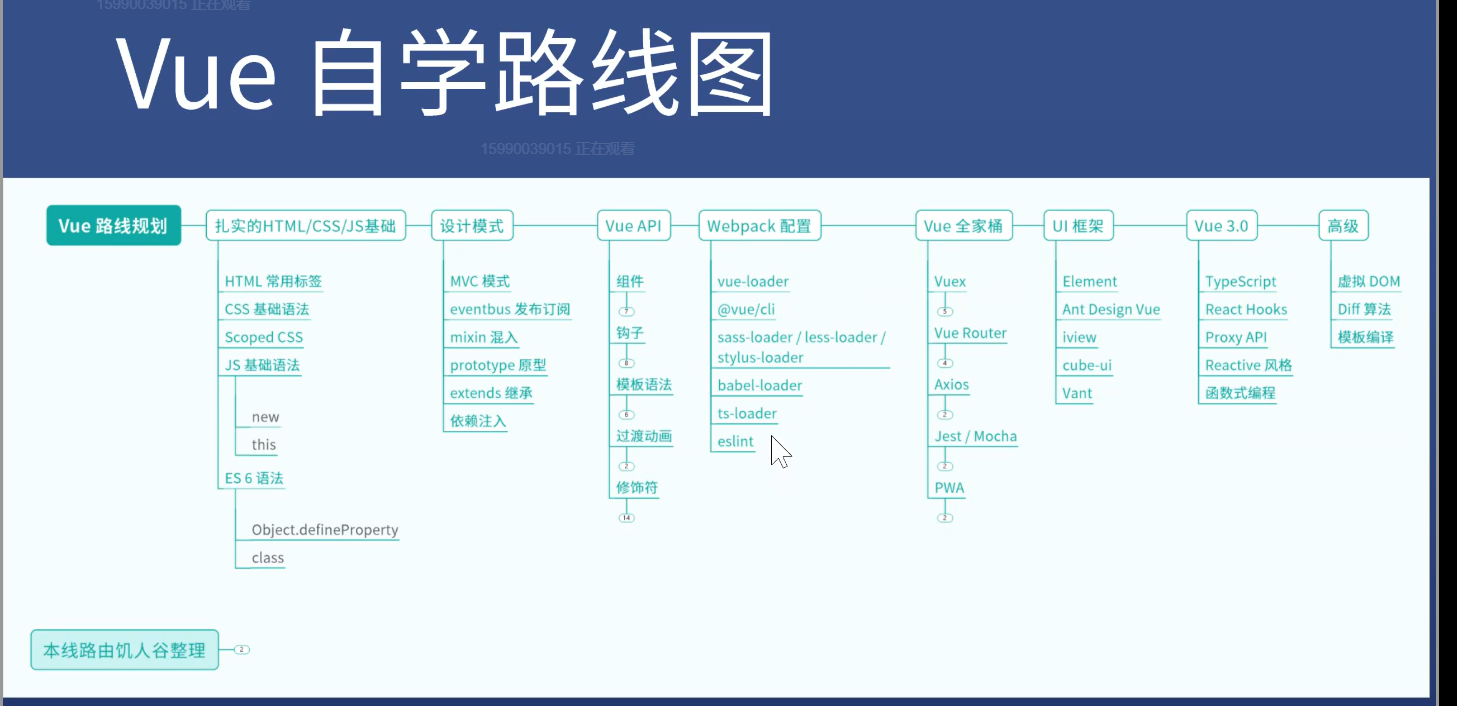 15990039015 正在观看
Vue 自学路线图
15990039015 正在观看
Vue 路线规划
扎实的HTML/CSS/JS基础
HTML 常用标签
CSS 基础语法
Scoped CSS
JS 基础语法
new
this
ES 6 语法
Object.defineProperty
class
设计模式
MVC 模式
eventbus 发布订阅
mixin 混入
prototype 原型
extends 继承
依赖注入
Vue API
组件
7
钩子
8
模板语法
6
过渡动画
2
修饰符
14
Webpack 配置
vue-loader
@vue/cli
sass-loader / less-loader /
stylus-loader
babel-loader
ts-loader
eslint
Vue 全家桶
Vuex
5
Vue Router
4
Axios
2
Jest / Mocha
2
PWA
2
UI 框架
Element
Ant Design Vue
iview
cube-ui
Vant
Vue 3.0
TypeScript
React Hooks
Proxy API
Reactive 风格
函数式编程
高级
虚拟 DOM
Diff 算法
模板编译
本线路由饥人谷整理
2